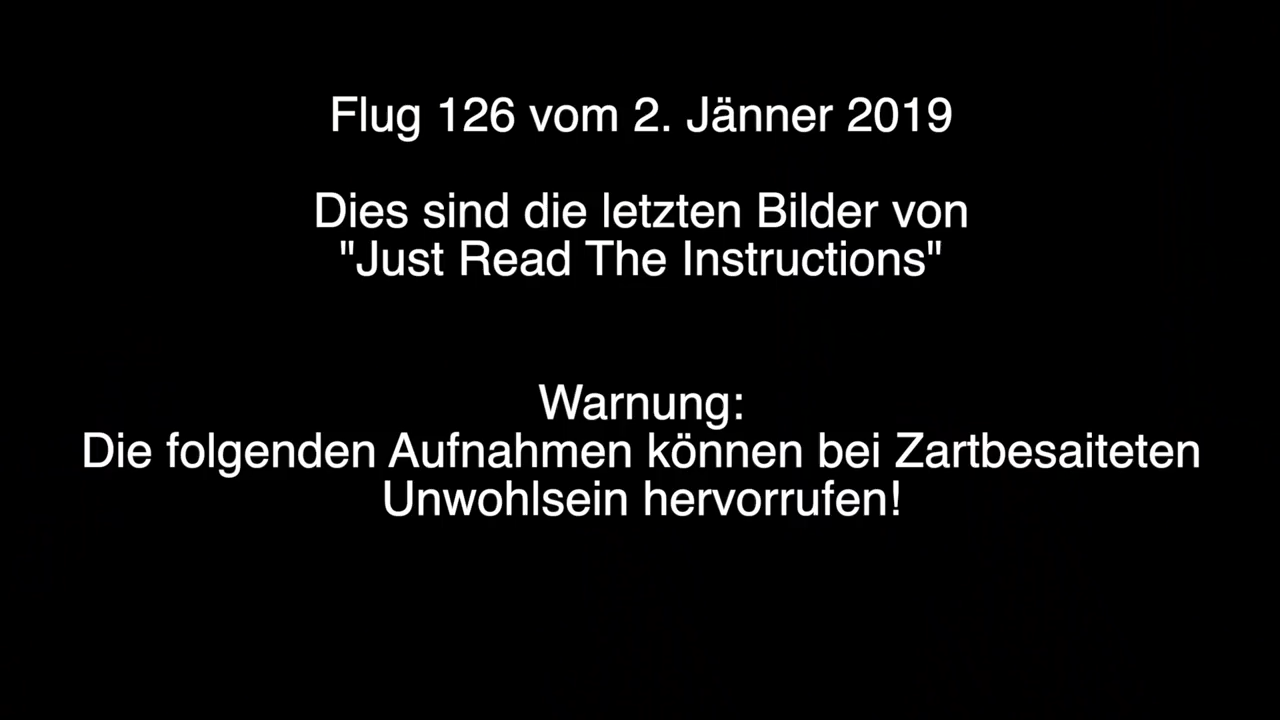 Flug 126 vom 2. Jänner 2019
Dies sind die letzten Bilder von
"Just Read The Instructions"
Warnung:
Die folgenden Aufnahmen können bei Zartbesaiteten
Unwohlsein hervorrufen!